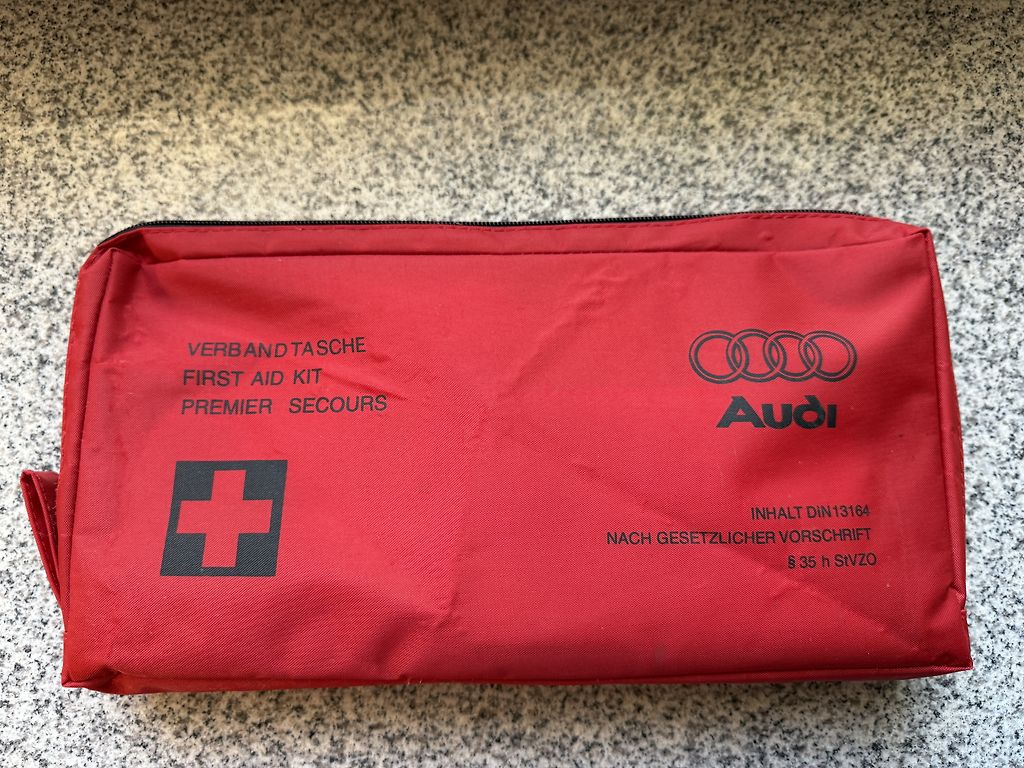 VERBANDTASCHE
FIRST AID KIT
PREMIER SECOURS
Audi
INHALT DIN13164
NACH GESETZLICHER VORSCHRIFT
§ 35 h StVZO